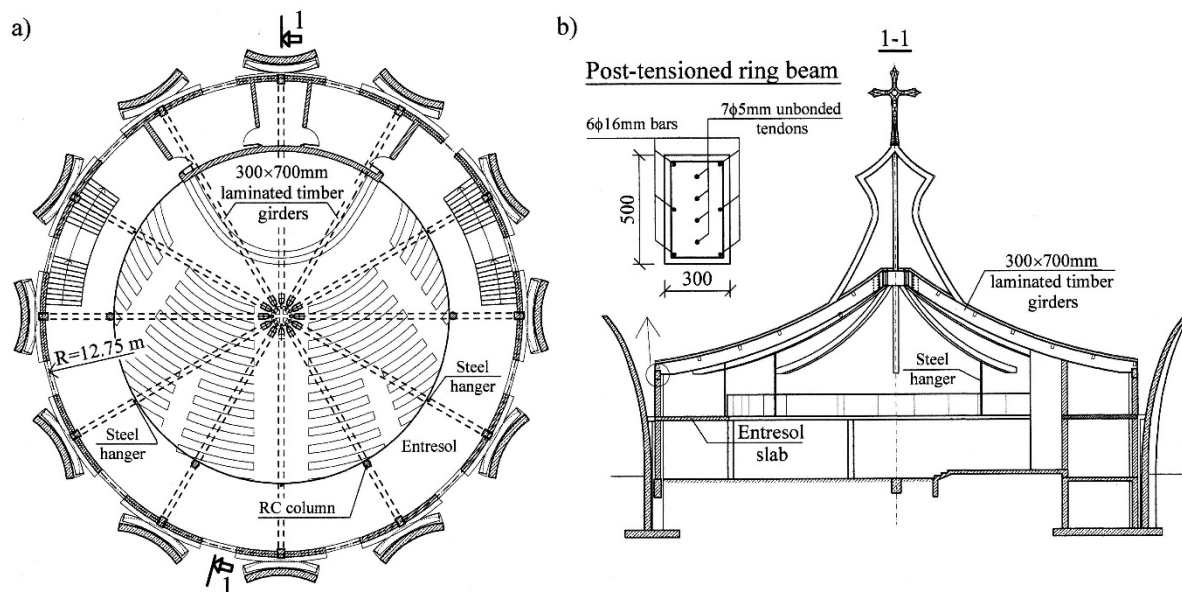 a)
1
300×700mm
laminated timber
girders
R=12.75 m
Steel
hanger
Steel
hanger
Entresol
RC column
1
b)
1-1
Post-tensioned ring beam
7ϕ5mm unbonded
tendons
6ϕ16mm bars
500
300
300×700mm
laminated timber
girders
Steel
hanger
Entresol
slab